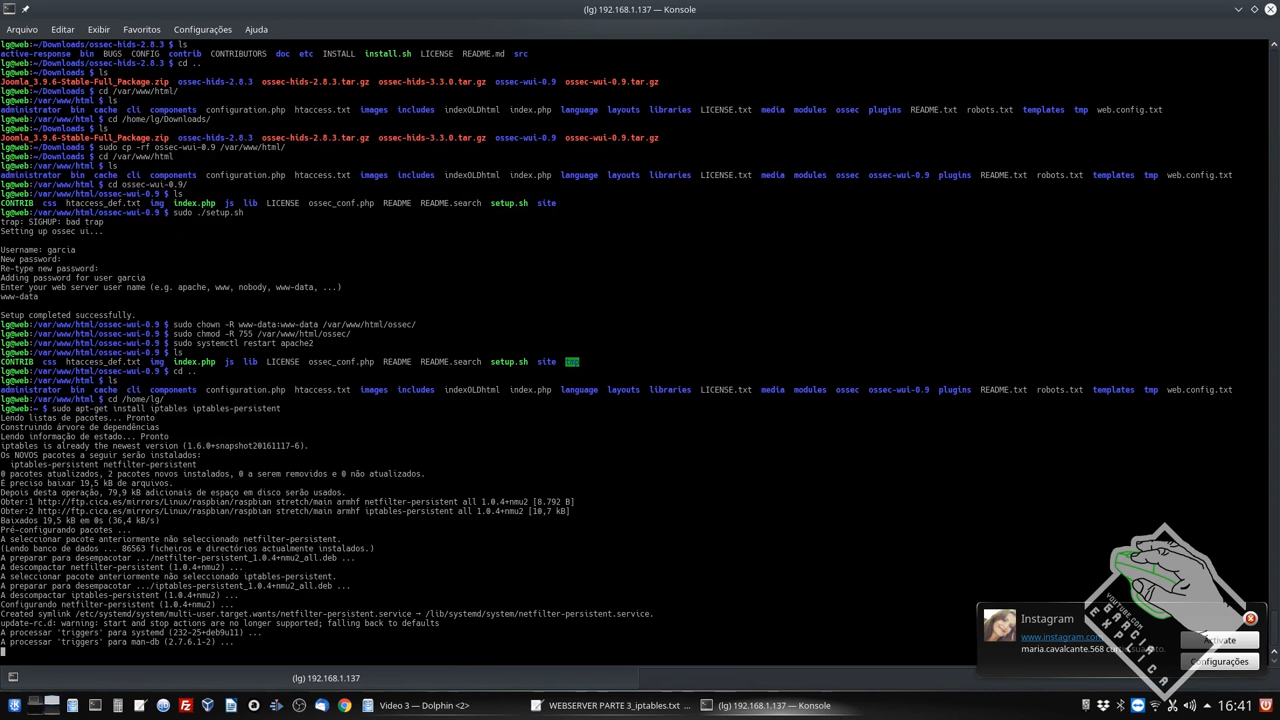 (lg) 192.168.1.137 — Konsole
Arquivo Editar Exibir Favoritos Configurações Ajuda
lg@web:~/Downloads/ossec-hids-2.8.3 $ ls
active-response bin BUGS CONFIG contrib CONTRIBUTORS doc etc INSTALL install.sh LICENSE README.md src
lg@web:~/Downloads/ossec-hids-2.8.3 $ cd ..
lg@web:~/Downloads $ ls
Joomla_3.9.6-Stable-Full_Package.zip ossec-hids-2.8.3 ossec-hids-2.8.3.tar.gz ossec-hids-3.3.0.tar.gz ossec-wui-0.9 ossec-wui-0.9.tar.gz
lg@web:~/Downloads $ cd /var/www/html/
lg@web:/var/www/html $ ls
administrator bin cache cli components configuration.php htaccess.txt images includes indexOLDhtml index.php language layouts libraries LICENSE.txt media modules ossec plugins README.txt robots.txt templates tmp web.config.txt
lg@web:/var/www/html $ cd /home/lg/Downloads/
lg@web:~/Downloads $ ls
Joomla_3.9.6-Stable-Full_Package.zip ossec-hids-2.8.3 ossec-hids-2.8.3.tar.gz ossec-hids-3.3.0.tar.gz ossec-wui-0.9 ossec-wui-0.9.tar.gz
lg@web:~/Downloads $ sudo cp -rf ossec-wui-0.9 /var/www/html/
lg@web:~/Downloads $ cd /var/www/html
lg@web:/var/www/html $ ls
administrator bin cache cli components configuration.php htaccess.txt images includes indexOLDhtml index.php language layouts libraries LICENSE.txt media modules ossec ossec-wui-0.9 plugins README.txt robots.txt templates tmp web.config.txt
lg@web:/var/www/html $ cd ossec-wui-0.9/
lg@web:/var/www/html/ossec-wui-0.9 $ ls
CONTRIB css htaccess_def.txt img index.php js lib LICENSE ossec_conf.php README README.search setup.sh site
lg@web:/var/www/html/ossec-wui-0.9 $ sudo ./setup.sh
trap: SIGHUP: bad trap
Setting up ossec ui...
Username: garcia
New password:
Re-type new password:
Adding password for user garcia
Enter your web server user name (e.g. apache, www, nobody, www-data, ...)
www-data
Setup completed successfully.
lg@web:/var/www/html/ossec-wui-0.9 $ sudo chown -R www-data:www-data /var/www/html/ossec/
lg@web:/var/www/html/ossec-wui-0.9 $ sudo chmod -R 755 /var/www/html/ossec/
lg@web:/var/www/html/ossec-wui-0.9 $ sudo systemctl restart apache2
lg@web:/var/www/html/ossec-wui-0.9 $ ls
CONTRIB css htaccess_def.txt img index.php js lib LICENSE ossec_conf.php README README.search setup.sh site tmp
lg@web:/var/www/html/ossec-wui-0.9 $ cd ..
lg@web:/var/www/html $ ls
administrator bin cache cli components configuration.php htaccess.txt images includes indexOLDhtml index.php language layouts libraries LICENSE.txt media modules ossec ossec-wui-0.9 plugins README.txt robots.txt templates tmp web.config.txt
lg@web:/var/www/html $ cd /home/lg/
lg@web:~ $ sudo apt-get install iptables iptables-persistent
Lendo listas de pacotes... Pronto
Construindo árvore de dependências
Lendo informação de estado... Pronto
iptables is already the newest version (1.6.0+snapshot20161117-6).
Os NOVOS pacotes a seguir serão instalados:
iptables-persistent netfilter-persistent
0 pacotes atualizados, 2 pacotes novos instalados, 0 a serem removidos e 0 não atualizados.
É preciso baixar 19,5 kB de arquivos.
Depois desta operação, 79,9 kB adicionais de espaço em disco serão usados.
Obter:1 http://ftp.cica.es/mirrors/Linux/raspbian/raspbian stretch/main armhf netfilter-persistent all 1.0.4+nmu2 [8.792 B]
Obter:2 http://ftp.cica.es/mirrors/Linux/raspbian/raspbian stretch/main armhf iptables-persistent all 1.0.4+nmu2 [10,7 kB]
Baixados 19,5 kB em 0s (36,4 kB/s)
Pré-configurando pacotes ...
A seleccionar pacote anteriormente não seleccionado netfilter-persistent.
(Lendo banco de dados ... 86563 ficheiros e directórios actualmente instalados.)
A preparar para desempacotar .../netfilter-persistent_1.0.4+nmu2_all.deb ...
A descompactar netfilter-persistent (1.0.4+nmu2) ...
A seleccionar pacote anteriormente não seleccionado iptables-persistent.
A preparar para desempacotar .../iptables-persistent_1.0.4+nmu2_all.deb ...
A descompactar iptables-persistent (1.0.4+nmu2) ...
Configurando netfilter-persistent (1.0.4+nmu2) ...
Created symlink /etc/systemd/system/multi-user.target.wants/netfilter-persistent.service → /lib/systemd/system/netfilter-persistent.service.
update-rc.d: warning: start and stop actions are no longer supported; falling back to defaults
A processar 'triggers' para systemd (232-25+deb9u11) ...
A processar 'triggers' para man-db (2.7.6.1-2) ...
Instagram
www.instagram.com
maria.cavalcante.568
Activate
Configurações
YOUTUBE.COM
EGARCIA
EXPLICA
(lg) 192.168.1.137
Video 3 — Dolphin <2>
WEBSERVER PARTE 3_iptables.txt ...
(lg) 192.168.1.137 — Konsole
16:41